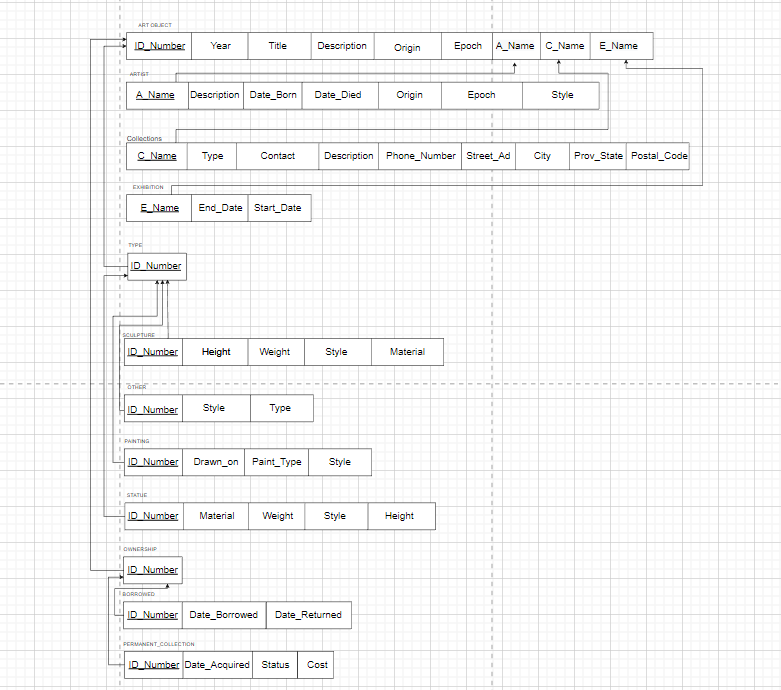 ART OBJECT
ID_Number Year Title Description Origin Epoch A_Name C_Name E_Name
ARTIST
A_Name Description Date_Born Date_Died Origin Epoch Style
Collections
C_Name Type Contact Description Phone_Number Street_Ad City Prov_State Postal_Code
EXHIBITION
E_Name End_Date Start_Date
TYPE
ID_Number
SCULPTURE
ID_Number Height Weight Style Material
OTHER
ID_Number Style Type
PAINTING
ID_Number Drawn_on Paint_Type Style
STATUE
ID_Number Material Weight Style Height
OWNERSHIP
ID_Number
BORROWED
ID_Number Date_Borrowed Date_Returned
PERMANENT_COLLECTION
ID_Number Date_Acquired Status Cost